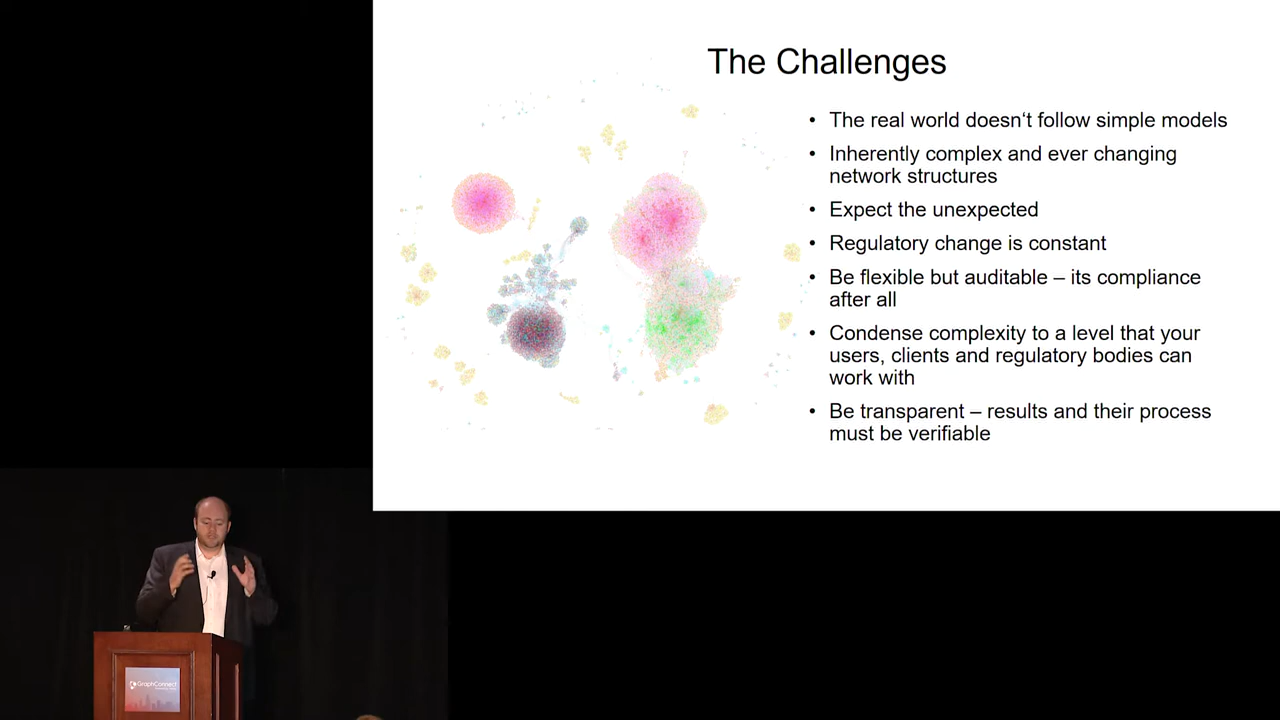 The Challenges
• The real world doesn‘t follow simple models
• Inherently complex and ever changing
network structures
• Expect the unexpected
• Regulatory change is constant
• Be flexible but auditable – its compliance
after all
• Condense complexity to a level that your
users, clients and regulatory bodies can
work with
• Be transparent – results and their process
must be verifiable
GraphConnect